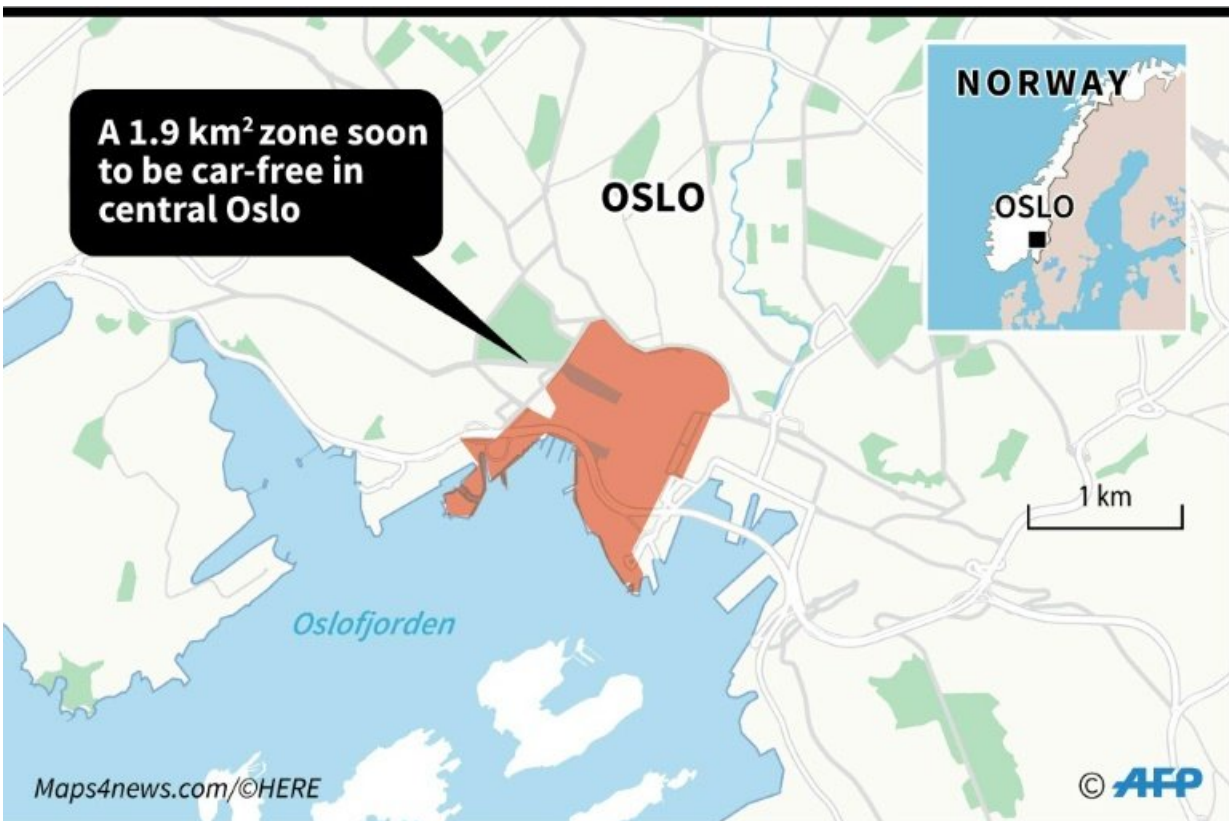 A 1.9 km² zone soon
to be car-free in
central Oslo
OSLO
NORWAY
OSLO
1 km
Oslofjorden
Maps4news.com/©HERE
© AFP